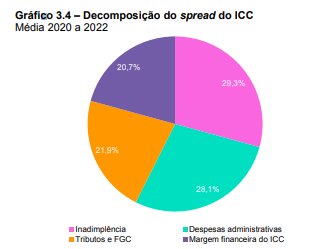 Gráfico 3.4 – Decomposição do spread do ICC
Média 2020 a 2022
20,7%
29,3%
21,9%
28,1%
Inadimplência
Despesas administrativas
Tributos e FGC
Margem financeira do ICC